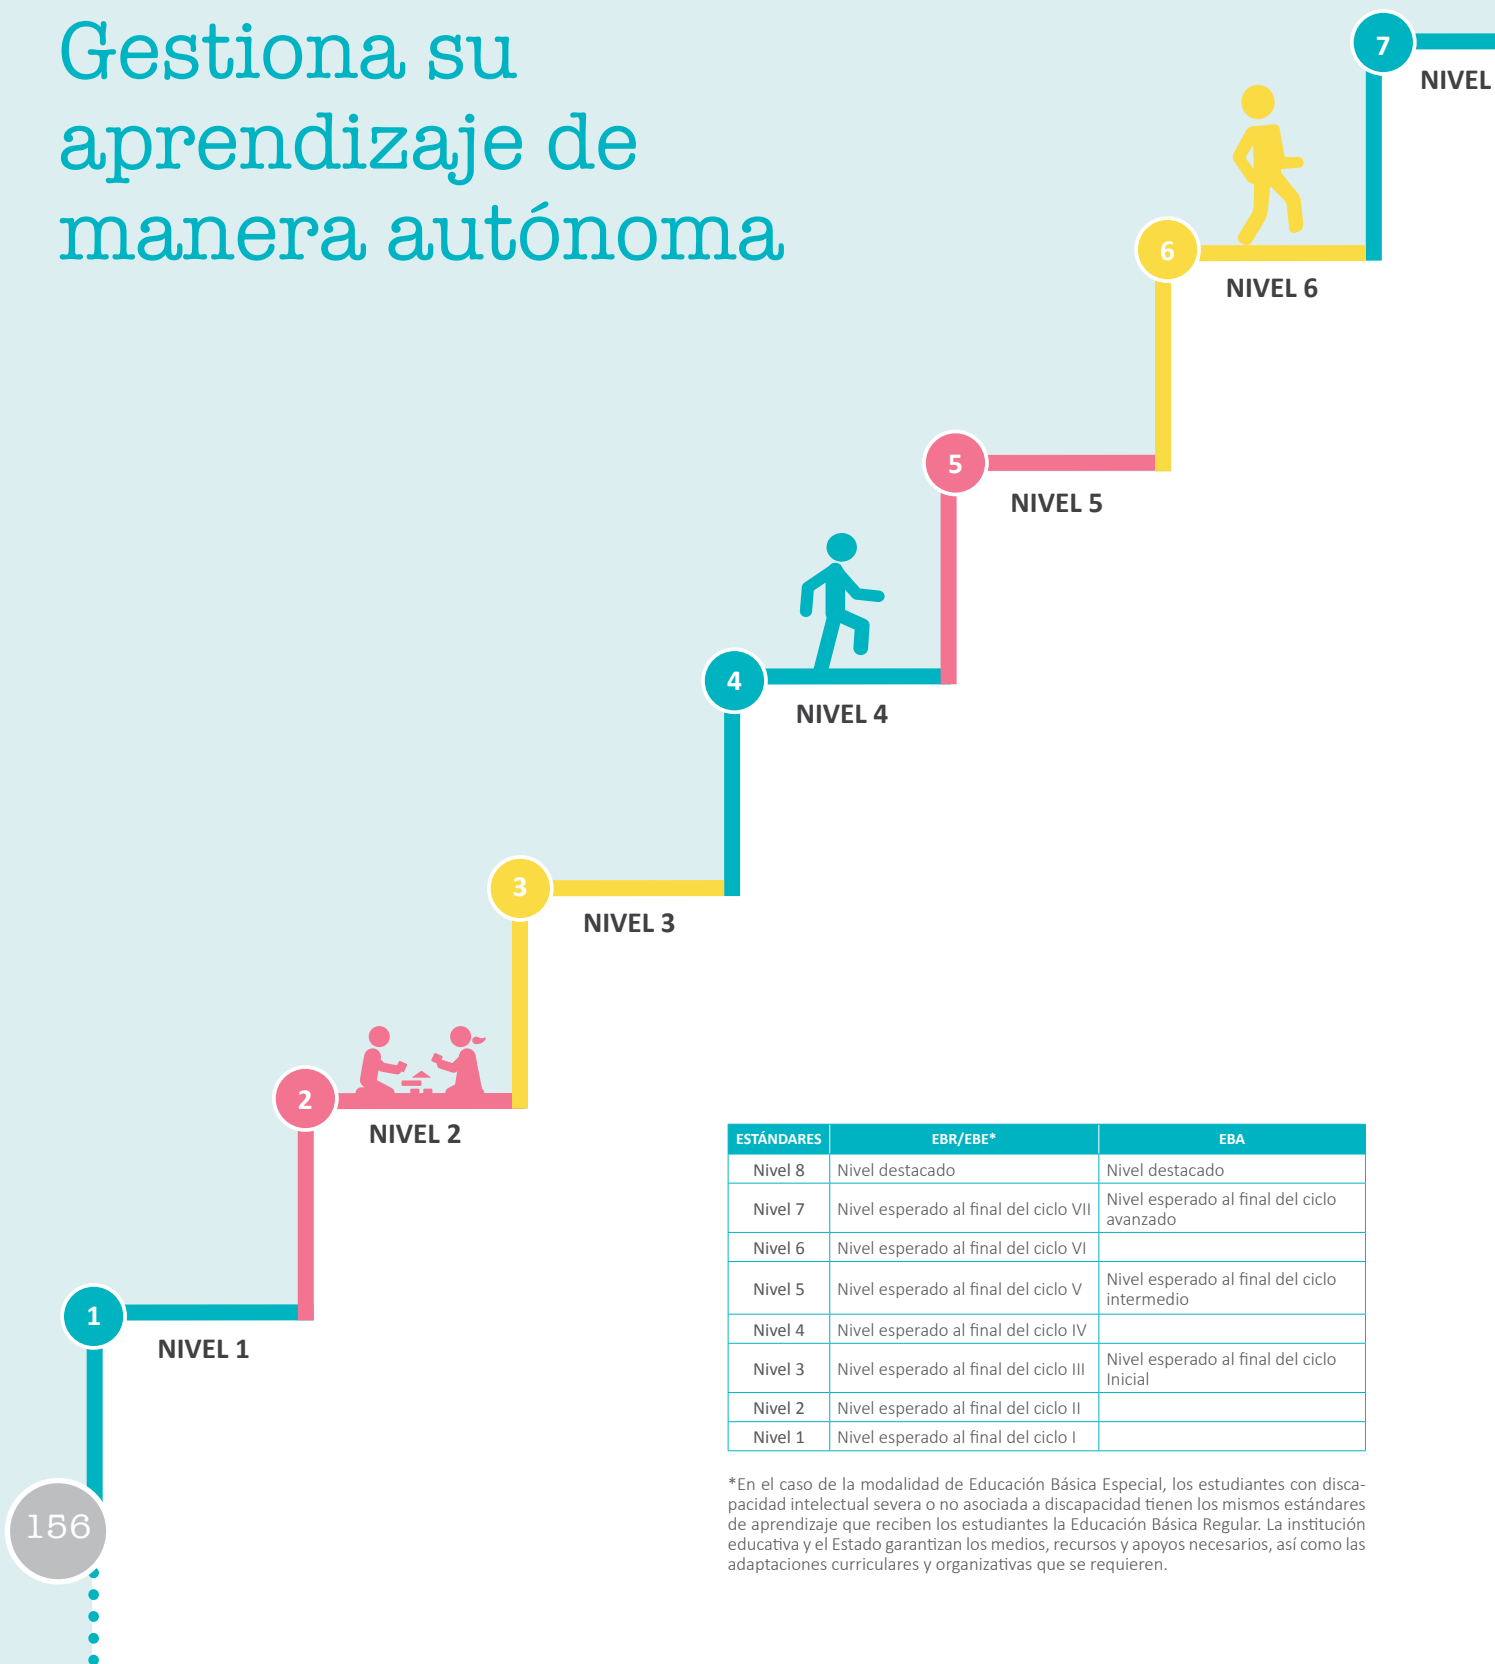 Gestiona su
aprendizaje de
manera autónoma
7
NIVEL
6
NIVEL 6
5
NIVEL 5
4
NIVEL 4
3
NIVEL 3
2
NIVEL 2
1
NIVEL 1
ESTÁNDARES EBR/EBE* EBA
Nivel 8 Nivel destacado Nivel destacado
Nivel 7 Nivel esperado al final del ciclo VII Nivel esperado al final del ciclo
avanzado
Nivel 6 Nivel esperado al final del ciclo VI
Nivel 5 Nivel esperado al final del ciclo V Nivel esperado al final del ciclo
intermedio
Nivel 4 Nivel esperado al final del ciclo IV
Nivel 3 Nivel esperado al final del ciclo III Nivel esperado al final del ciclo
Inicial
Nivel 2 Nivel esperado al final del ciclo II
Nivel 1 Nivel esperado al final del ciclo I
*En el caso de la modalidad de Educación Básica Especial, los estudiantes con disca-
pacidad intelectual severa o no asociada a discapacidad tienen los mismos estándares
de aprendizaje que reciben los estudiantes la Educación Básica Regular. La institución
educativa y el Estado garantizan los medios, recursos y apoyos necesarios, así como las
adaptaciones curriculares y organizativas que se requieren.
156